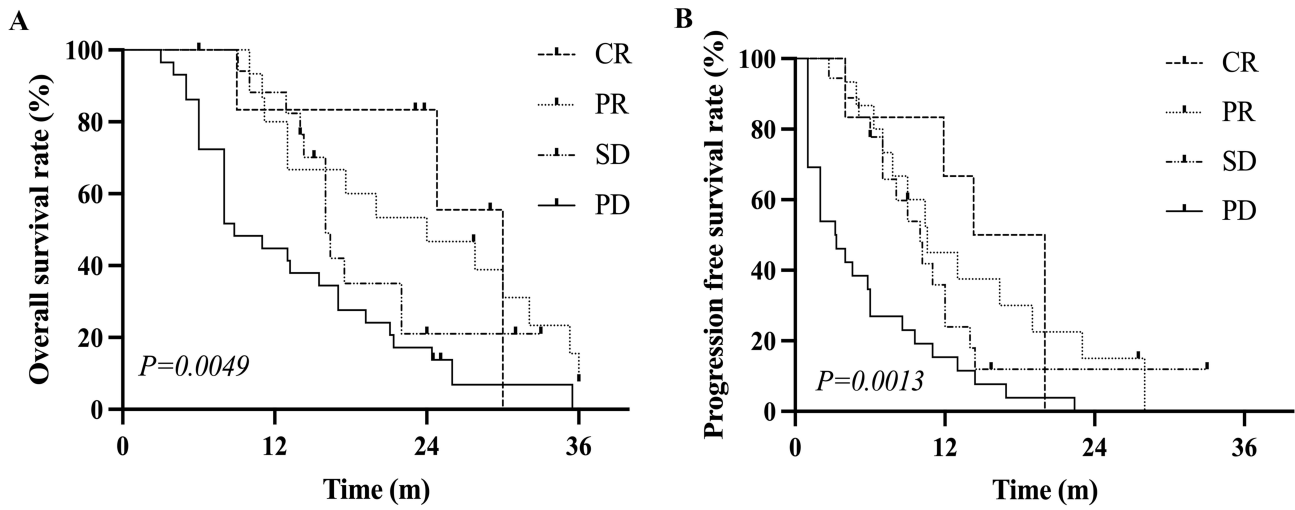 A
Overall survival rate (%)
100
80
60
40
20
0
0 12 24 36
Time (m)
P=0.0049
CR
PR
SD
PD
B
Progression free survival rate (%)
100
80
60
40
20
0
0 12 24 36
Time (m)
P=0.0013
CR
PR
SD
PD